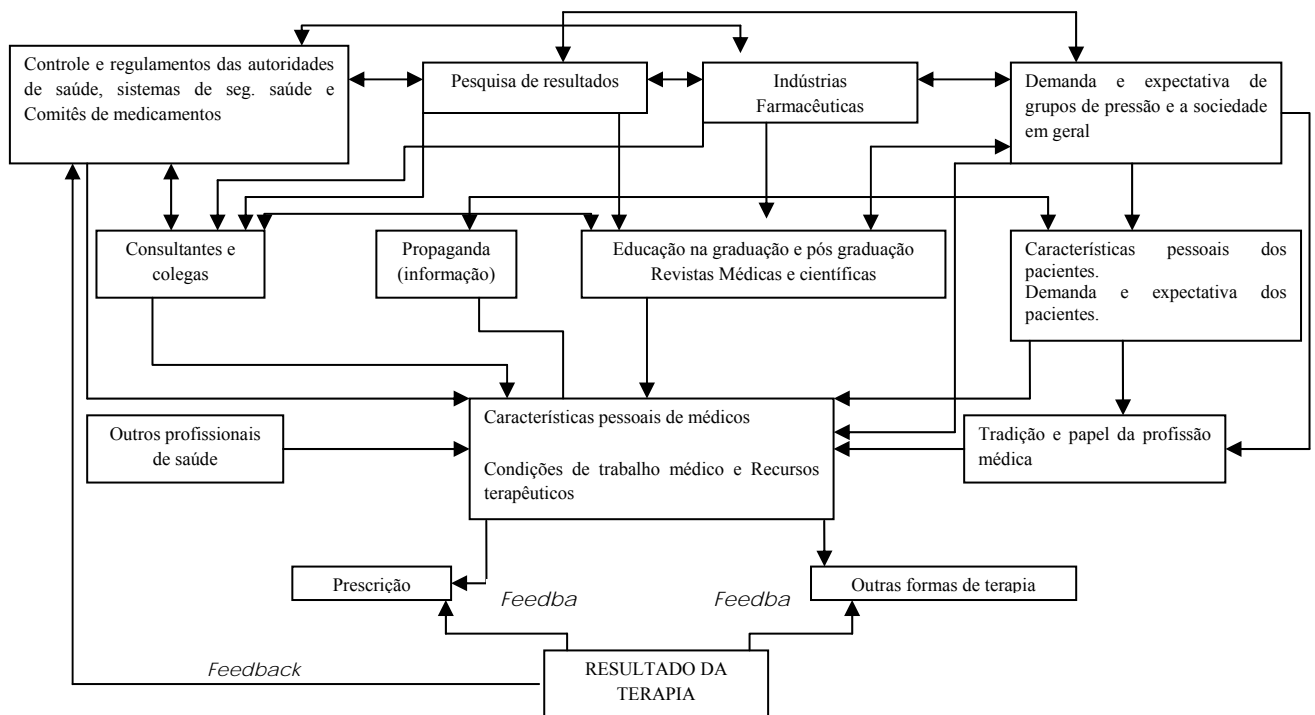 Controle e regulamentos das autoridades
de saúde, sistemas de seg. saúde e
Comitês de medicamentos
Pesquisa de resultados
Indústrias
Farmacêuticas
Demanda e expectativa de
grupos de pressão e a sociedade
em geral
Consultantes e
colegas
Propaganda
(informação)
Educação na graduação e pós graduação
Revistas Médicas e científicas
Características pessoais dos
pacientes.
Demanda e expectativa dos
pacientes.
Outros profissionais
de saúde
Características pessoais de médicos
Condições de trabalho médico e Recursos
terapêuticos
Tradição e papel da profissão
médica
Prescrição
Outras formas de terapia
Feedba
Feedba
Feedback
RESULTADO DA
TERAPIA